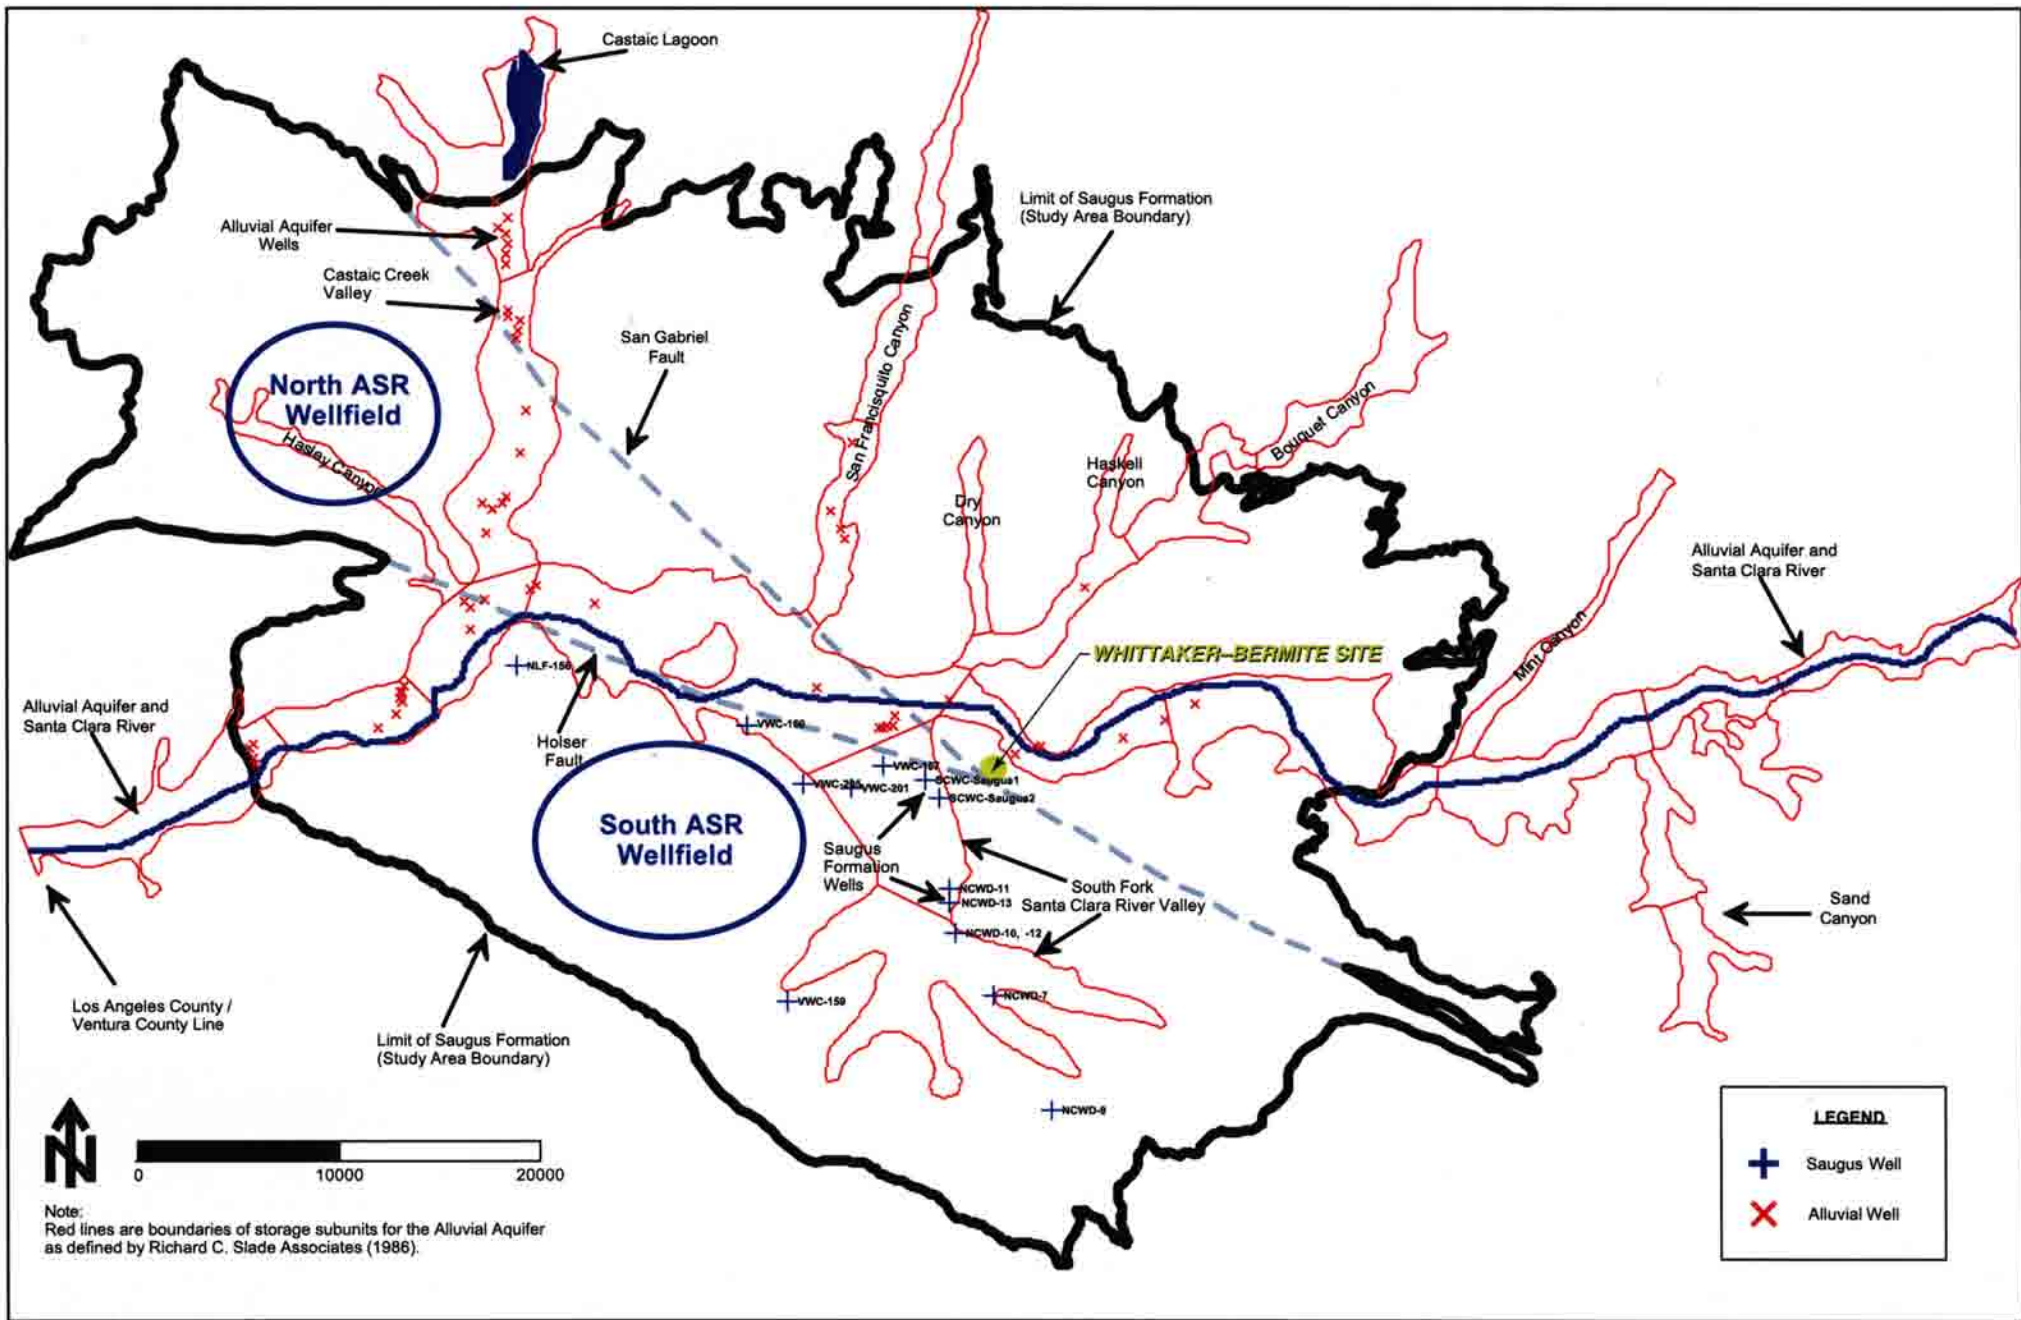 Castaic Lagoon
Limit of Saugus Formation
(Study Area Boundary)
Alluvial Aquifer
Wells
Castaic Creek
Valley
San Gabriel
Fault
San Francisquito Canyon
North ASR
Wellfield
Hasley Canyon
Bouquet Canyon
Haskell
Canyon
Dry
Canyon
Alluvial Aquifer and
Santa Clara River
Mint Canyon
WHITTAKER–BERMITE SITE
NLF-156
Alluvial Aquifer and
Santa Clara River
Holser
Fault
VWC-160
VWC-167
SCWC-Saugus1
VWC-205
VWC-201
SCWC-Saugus2
South ASR
Wellfield
Saugus
Formation
Wells
NCWD-11
NCWD-13
South Fork
Santa Clara River Valley
Sand
Canyon
NCWD-10, -12
VWC-159
NCWD-7
Los Angeles County /
Ventura County Line
Limit of Saugus Formation
(Study Area Boundary)
NCWD-9
N
0 10000 20000
Note:
Red lines are boundaries of storage subunits for the Alluvial Aquifer
as defined by Richard C. Slade Associates (1986).
LEGEND
Saugus Well
Alluvial Well